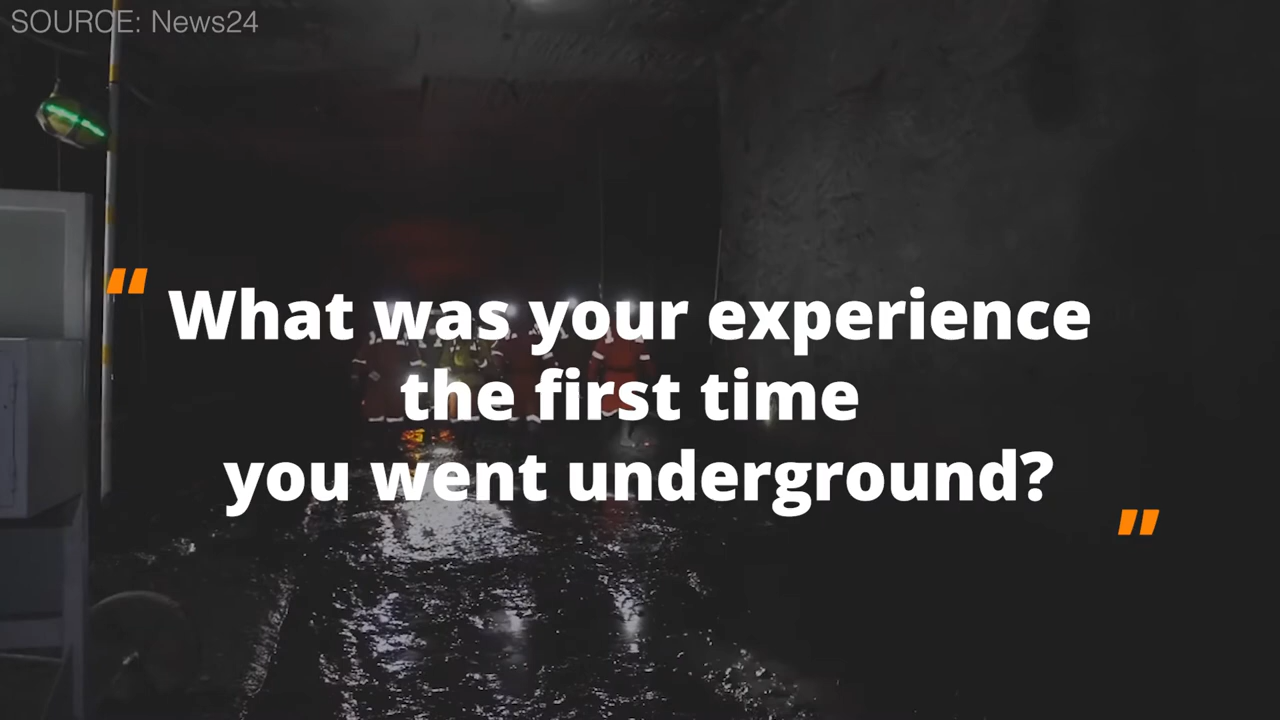 SOURCE: News24
" What was your experience
the first time
you went underground? "